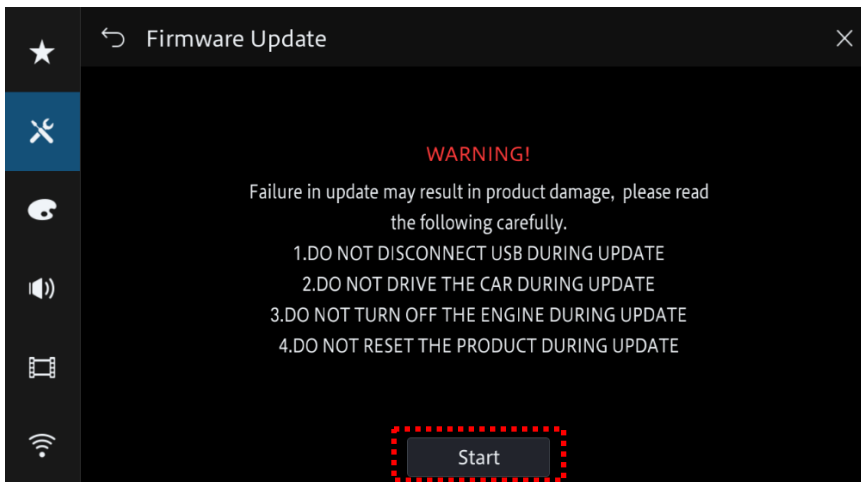 Firmware Update
WARNING!
Failure in update may result in product damage, please read
the following carefully.
1.DO NOT DISCONNECT USB DURING UPDATE
2.DO NOT DRIVE THE CAR DURING UPDATE
3.DO NOT TURN OFF THE ENGINE DURING UPDATE
4.DO NOT RESET THE PRODUCT DURING UPDATE
Start